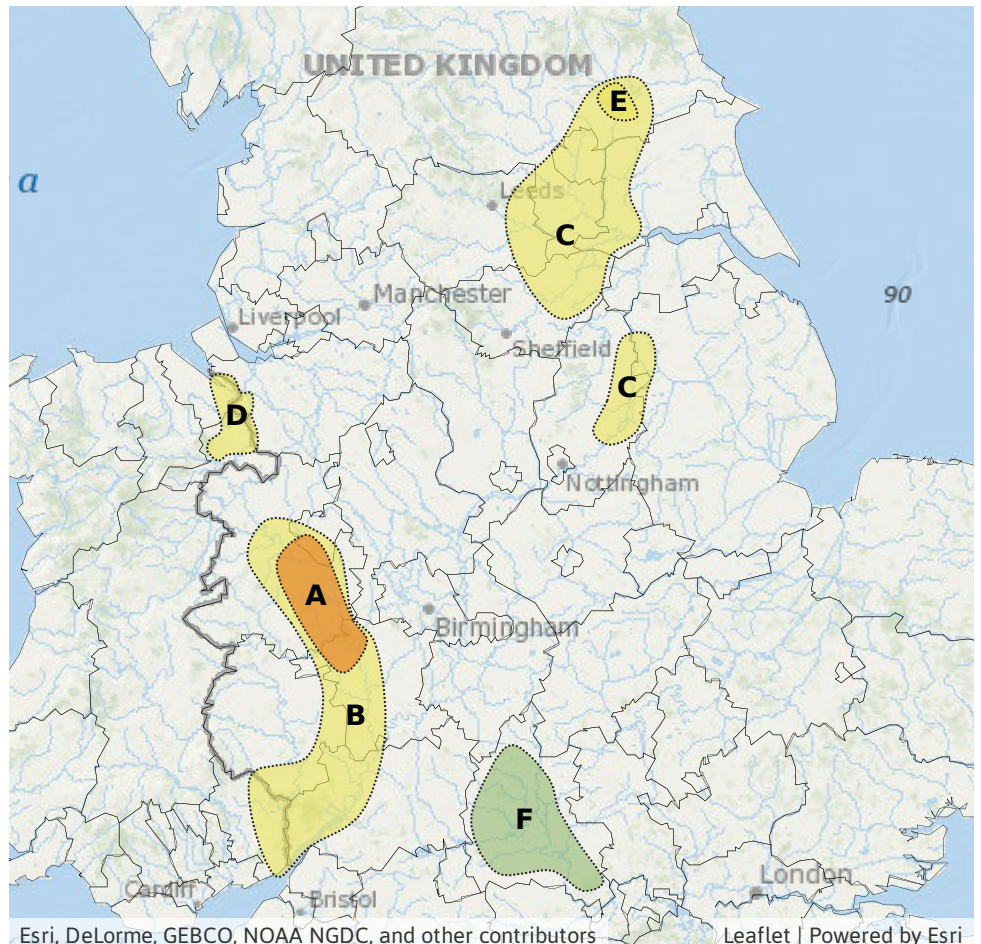 UNITED KINGDOM
E
a
Leeds
C
90
Manchester
Liverpool
Sheffield
C
D
Nottingham
A
Birmingham
B
F
London
Cardiff
Bristol
Esri, DeLorme, GEBCO, NOAA NGDC, and other contributors
Leaflet | Powered by Esri